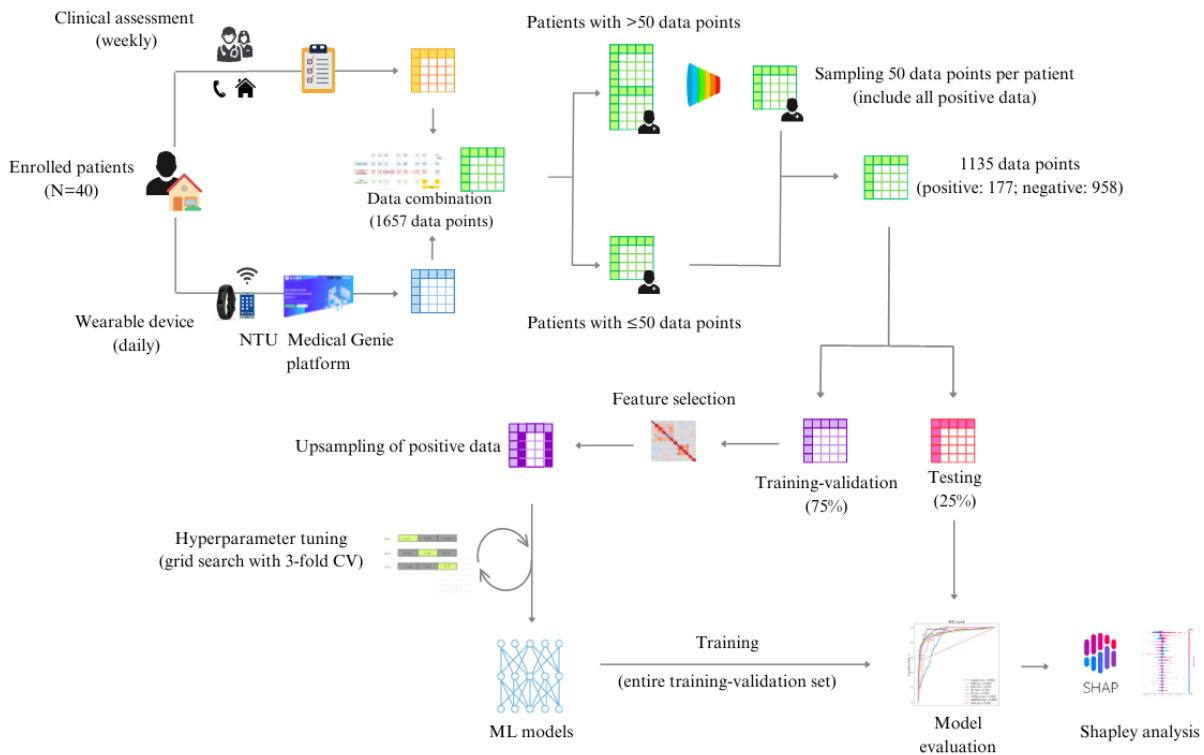 Clinical assessment
(weekly)
Patients with >50 data points
Sampling 50 data points per patient
(include all positive data)
Enrolled patients
(N=40)
Data combination
(1657 data points)
1135 data points
(positive: 177; negative: 958)
Wearable device
(daily)
NTU Medical Genie
platform
Patients with ≤50 data points
Feature selection
Upsampling of positive data
Training-validation
(75%)
Testing
(25%)
Hyperparameter tuning
(grid search with 3-fold CV)
Training
(entire training-validation set)
ML models
Model
evaluation
SHAP
Shapley analysis